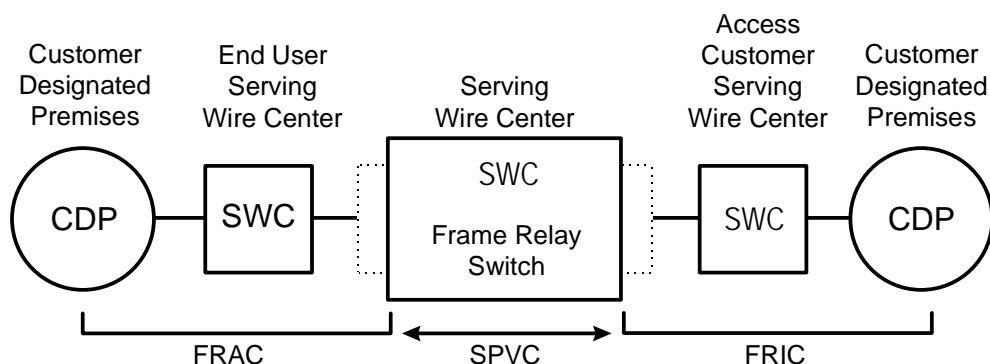 Customer
Designated
Premises
End User
Serving
Wire Center
Serving
Wire Center
Access
Customer
Serving
Wire Center
Customer
Designated
Premises
CDP
SWC
SWC
Frame Relay
Switch
SWC
CDP
FRAC
SPVC
FRIC